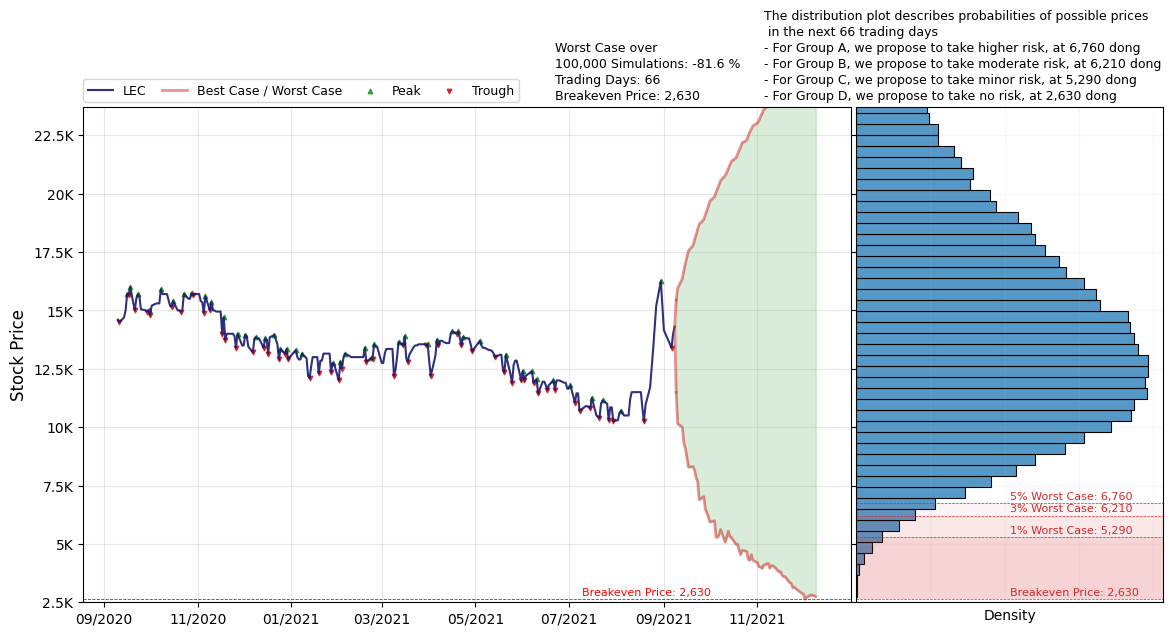 The distribution plot describes probabilities of possible prices
in the next 66 trading days
- For Group A, we propose to take higher risk, at 6,760 dong
- For Group B, we propose to take moderate risk, at 6,210 dong
- For Group C, we propose to take minor risk, at 5,290 dong
- For Group D, we propose to take no risk, at 2,630 dong
Worst Case over
100,000 Simulations: -81.6 %
Trading Days: 66
Breakeven Price: 2,630
LEC
Best Case / Worst Case
Peak
Trough
Stock Price
22.5K
20K
17.5K
15K
12.5K
10K
7.5K
5K
2.5K
Breakeven Price: 2,630
09/2020
11/2020
01/2021
03/2021
05/2021
07/2021
09/2021
11/2021
5% Worst Case: 6,760
3% Worst Case: 6,210
1% Worst Case: 5,290
Breakeven Price: 2,630
Density